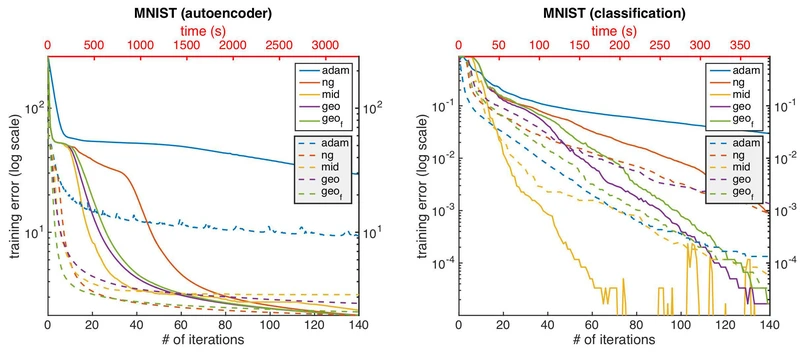 MNIST (autoencoder)
time (s)
0 500 1000 1500 2000 2500 3000
training error (log scale)
10^2
10^1
10^2
10^1
adam
ng
mid
geo
geo_f
adam
ng
mid
geo
geo_f
0 20 40 60 80 100 120 140
# of iterations
MNIST (classification)
time (s)
0 50 100 150 200 250 300 350
training error (log scale)
10^-1
10^-2
10^-3
10^-4
10^-1
10^-2
10^-3
10^-4
adam
ng
mid
geo
geo_f
adam
ng
mid
geo
geo_f
0 20 40 60 80 100 120 140
# of iterations